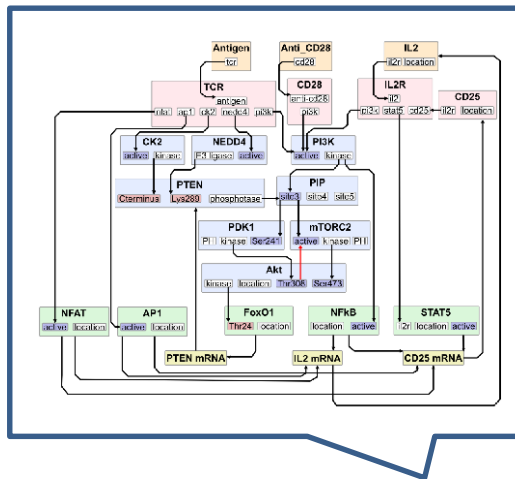 Antigen
tcr
Anti_CD28
cd28
IL2
il2r location
TCR
antigen
nfat ap1 ck2 nedd4 pi3k
CD28
anti-cd28
pi3k
IL2R
il2
pi3k stat5 cd25
CD25
il2r location
CK2
active kinase
NEDD4
E3 ligase active
PI3K
active kinase
PTEN
Cterminus Lys289 phosphotase
PIP
site3 site4 site5
PDK1
PH kinase Ser241
mTORC2
active kinase PH
Akt
kinase location Thr308 Ser473
NFAT
active location
AP1
active location
FoxO1
Thr24 location
NFkB
location active
STAT5
il2r location active
PTEN mRNA
IL2 mRNA
CD25 mRNA